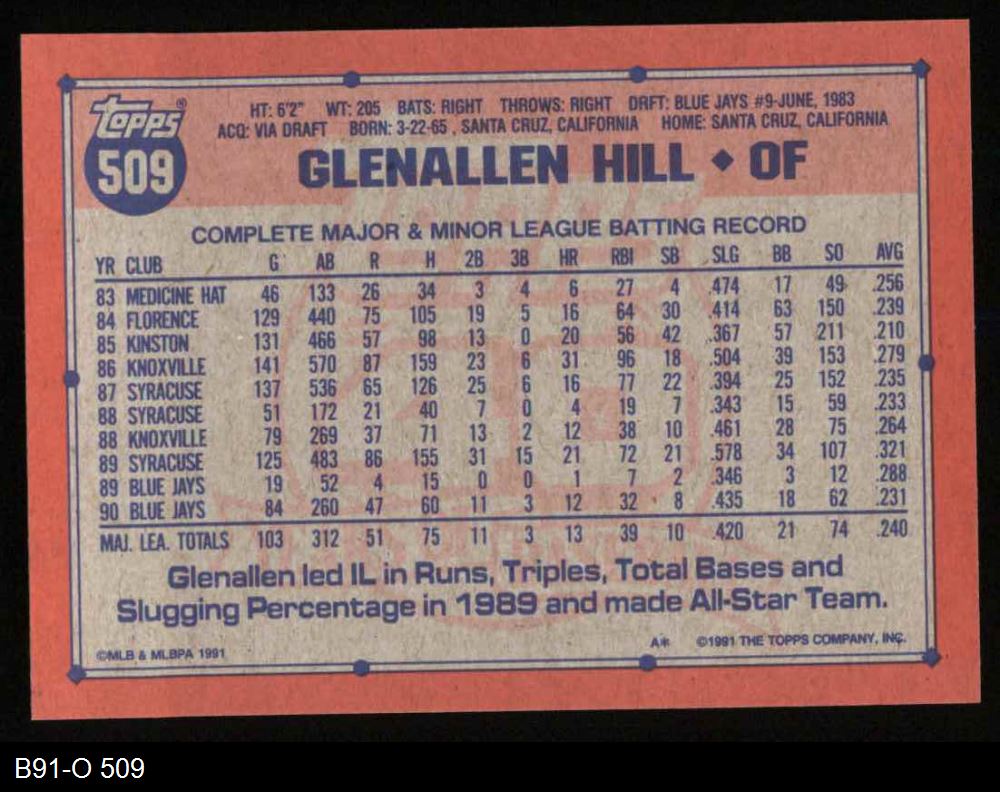 Topps®
509
HT: 6'2" WT: 205 BATS: RIGHT THROWS: RIGHT DRFT: BLUE JAYS #9-JUNE, 1983
ACQ: VIA DRAFT BORN: 3-22-65, SANTA CRUZ, CALIFORNIA HOME: SANTA CRUZ, CALIFORNIA
GLENALLEN HILL ◆ OF
COMPLETE MAJOR & MINOR LEAGUE BATTING RECORD
YR CLUB G AB R H 2B 3B HR RBI SB SLG BB SO AVG
83 MEDICINE HAT 46 133 26 34 3 4 6 27 4 .474 17 49 .256
84 FLORENCE 129 440 75 105 19 5 16 64 30 .414 63 150 .239
85 KINSTON 131 466 57 98 13 0 20 56 42 .367 57 211 .210
86 KNOXVILLE 141 570 87 159 23 6 31 96 18 .504 39 153 .279
87 SYRACUSE 137 536 65 126 25 6 16 77 22 .394 25 152 .235
88 SYRACUSE 51 172 21 40 7 0 4 19 7 .343 15 59 .233
88 KNOXVILLE 79 269 37 71 13 2 12 38 10 .461 28 75 .264
89 SYRACUSE 125 483 86 155 31 15 21 72 21 .578 34 107 .321
89 BLUE JAYS 19 52 4 15 0 0 1 7 2 .346 3 12 .288
90 BLUE JAYS 84 260 47 60 11 3 12 32 8 .435 18 62 .231
MAJ. LEA. TOTALS 103 312 51 75 11 3 13 39 10 .420 21 74 .240
Glenallen led IL in Runs, Triples, Total Bases and
Slugging Percentage in 1989 and made All-Star Team.
©MLB & MLBPA 1991 A* ©1991 THE TOPPS COMPANY, INC.
B91-O 509